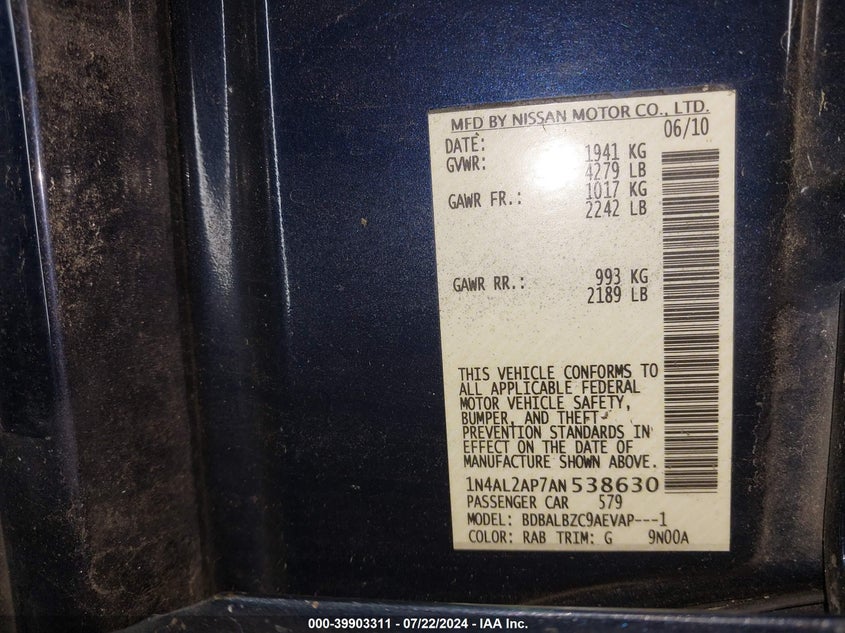 MFD BY NISSAN MOTOR CO., LTD.
DATE: 06/10
GVWR: 1941 KG
4279 LB
GAWR FR.: 1017 KG
2242 LB
GAWR RR.: 993 KG
2189 LB
THIS VEHICLE CONFORMS TO
ALL APPLICABLE FEDERAL
MOTOR VEHICLE SAFETY,
BUMPER, AND THEFT
PREVENTION STANDARDS IN
EFFECT ON THE DATE OF
MANUFACTURE SHOWN ABOVE.
1N4AL2AP7AN538630
PASSENGER CAR 579
MODEL: BDBALBZC9AEVAP---1
COLOR: RAB TRIM: G 9N00A
000-39903311 - 07/22/2024 - IAA Inc.